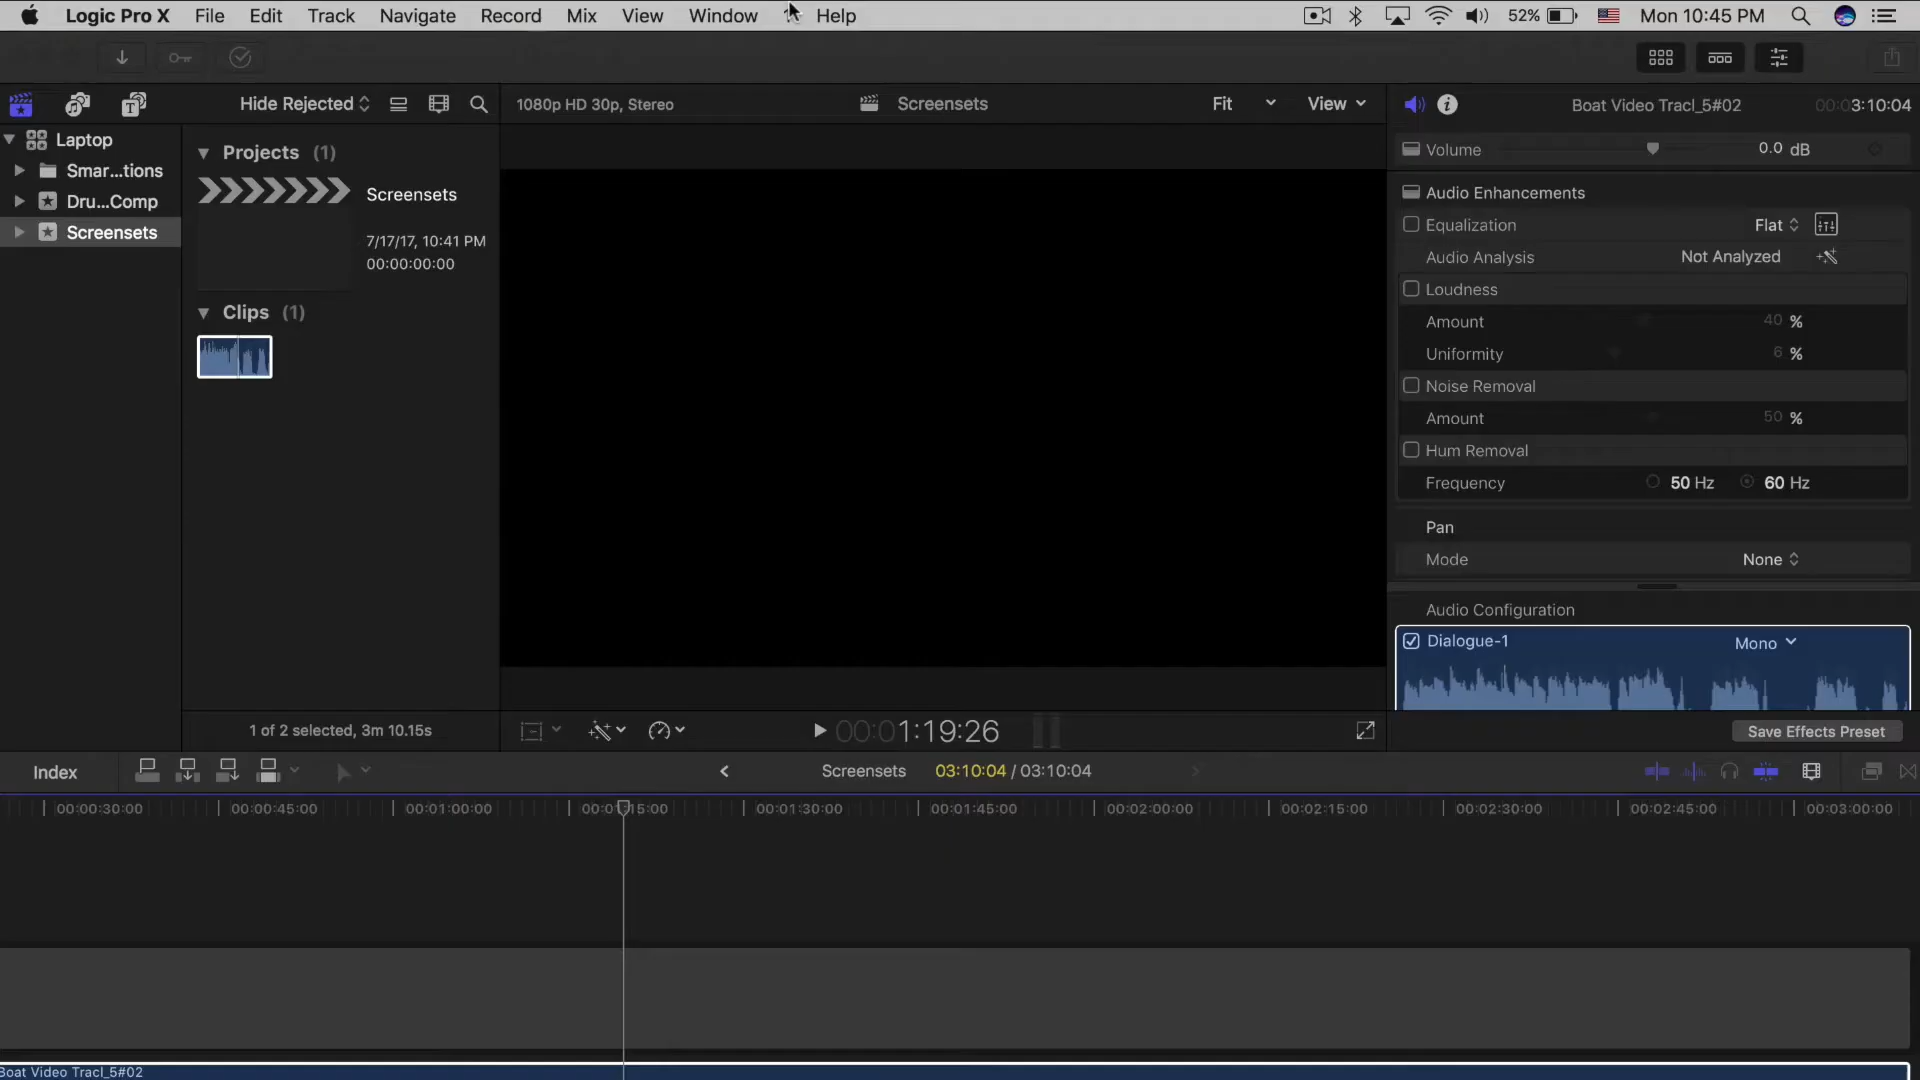 Logic Pro X File Edit Track Navigate Record Mix View Window Help 52% Mon 10:45 PM
Hide Rejected 1080p HD 30p, Stereo Screensets Fit View Boat Video Tracl_5#02 00:03:10:04
Laptop
Smar...tions
Dru...Comp
Screensets
Projects (1)
Screensets
7/17/17, 10:41 PM
00:00:00:00
Clips (1)
1 of 2 selected, 3m 10.15s
00:01:19:26
Volume 0.0 dB
Audio Enhancements
Equalization Flat
Audio Analysis Not Analyzed
Loudness
Amount 40 %
Uniformity 6 %
Noise Removal
Amount 50 %
Hum Removal
Frequency 50 Hz 60 Hz
Pan
Mode None
Audio Configuration
Dialogue-1 Mono
Save Effects Preset
Index Screensets 03:10:04 / 03:10:04
00:00:30:00 00:00:45:00 00:01:00:00 00:01:15:00 00:01:30:00 00:01:45:00 00:02:00:00 00:02:15:00 00:02:30:00 00:02:45:00 00:03:00:00
Boat Video Tracl_5#02